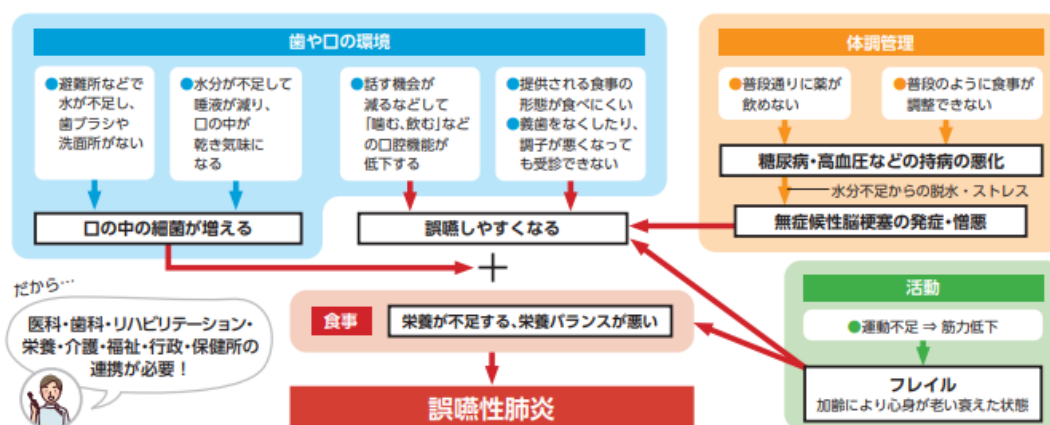 歯や口の環境
●避難所などで
水が不足し、
歯ブラシや
洗面所がない
●水分が不足して
唾液が減り、
口の中が
乾き気味に
なる
●話す機会が
減るなどして
「噛む、飲む」など
の口腔機能が
低下する
●提供される食事の
形態が食べにくい
●義歯をなくしたり、
調子が悪くなって
も受診できない
口の中の細菌が増える
誤嚥しやすくなる
体調管理
●普段通りに薬が
飲めない
●普段のように食事が
調整できない
糖尿病・高血圧などの持病の悪化
水分不足からの脱水・ストレス
無症候性脳梗塞の発症・憎悪
+
活動
●運動不足 ⇒ 筋力低下
フレイル
加齢により心身が老い衰えた状態
食事
栄養が不足する、栄養バランスが悪い
誤嚥性肺炎
だから…
医科・歯科・リハビリテーション・
栄養・介護・福祉・行政・保健所の
連携が必要！